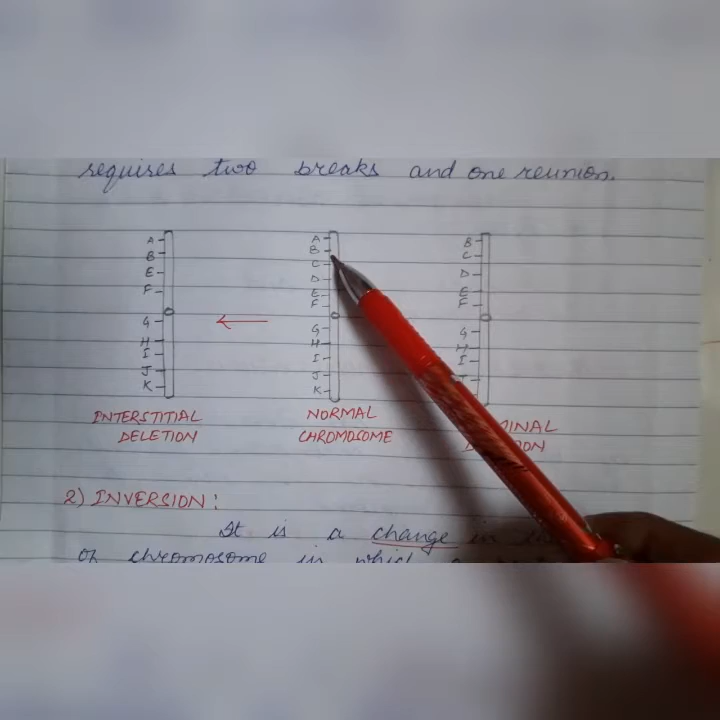 requires two breaks and one reunion.
A
B
E
F
G
H
I
J
K
INTERSTITIAL
DELETION
A
B
C
D
E
F
G
H
I
J
K
NORMAL
CHROMOSOME
B
C
D
E
F
G
H
I
2) INVERSION:
It is a change in
of chromosome in which a